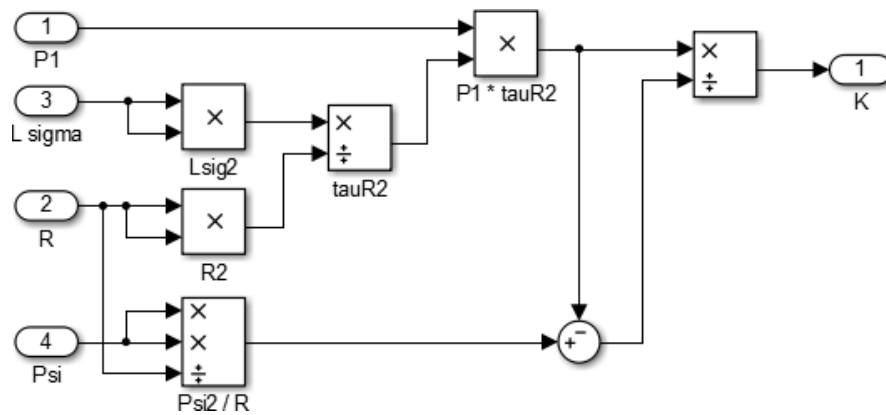 1
P1
3
L sigma
×
Lsig2
×
÷
tauR2
×
P1 * tauR2
×
÷
1
K
2
R
×
R2
4
Psi
×
×
÷
Psi2 / R
+
−